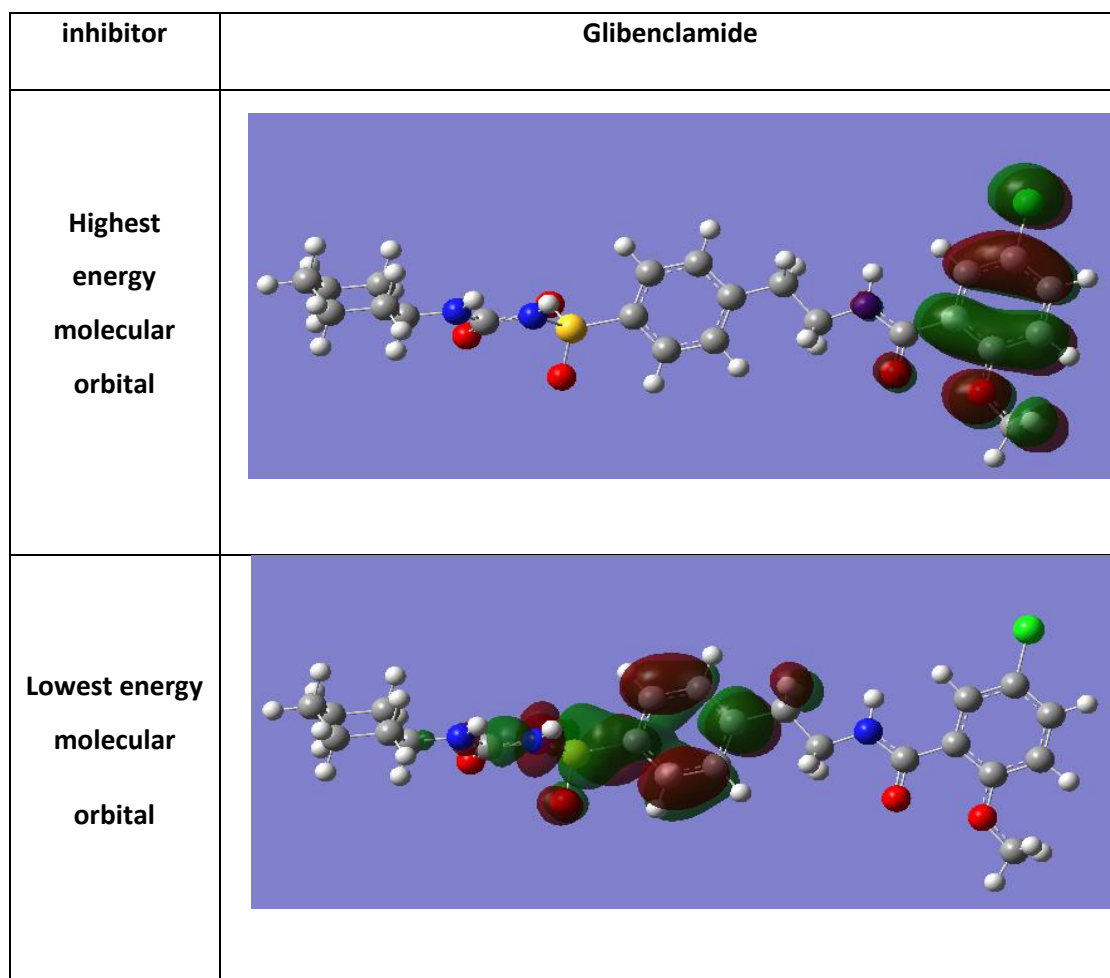 inhibitor
Glibenclamide
Highest
energy
molecular
orbital
Lowest energy
molecular
orbital